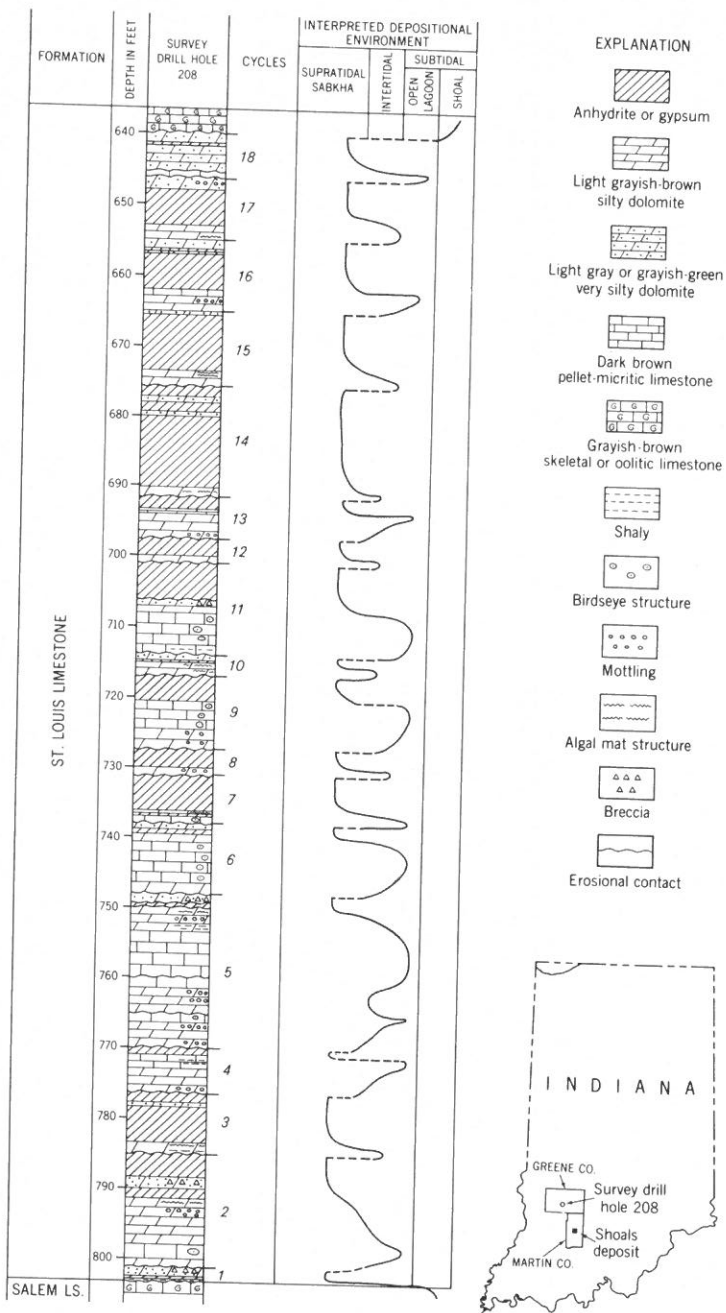 FORMATION
DEPTH IN FEET
SURVEY
DRILL HOLE
208
CYCLES
INTERPRETED DEPOSITIONAL
ENVIRONMENT
SUPRATIDAL
SABKHA
INTERTIDAL
SUBTIDAL
OPEN
LAGOON
SHOAL
ST. LOUIS LIMESTONE
SALEM LS.
640
650
660
670
680
690
700
710
720
730
740
750
760
770
780
790
800
18
17
16
15
14
13
12
11
10
9
8
7
6
5
4
3
2
1
EXPLANATION
Anhydrite or gypsum
Light grayish-brown
silty dolomite
Light gray or grayish-green
very silty dolomite
Dark brown
pellet-micritic limestone
Grayish-brown
skeletal or oolitic limestone
Shaly
Birdseye structure
Mottling
Algal mat structure
Breccia
Erosional contact
INDIANA
GREENE CO.
Survey drill
hole 208
Shoals
deposit
MARTIN CO.